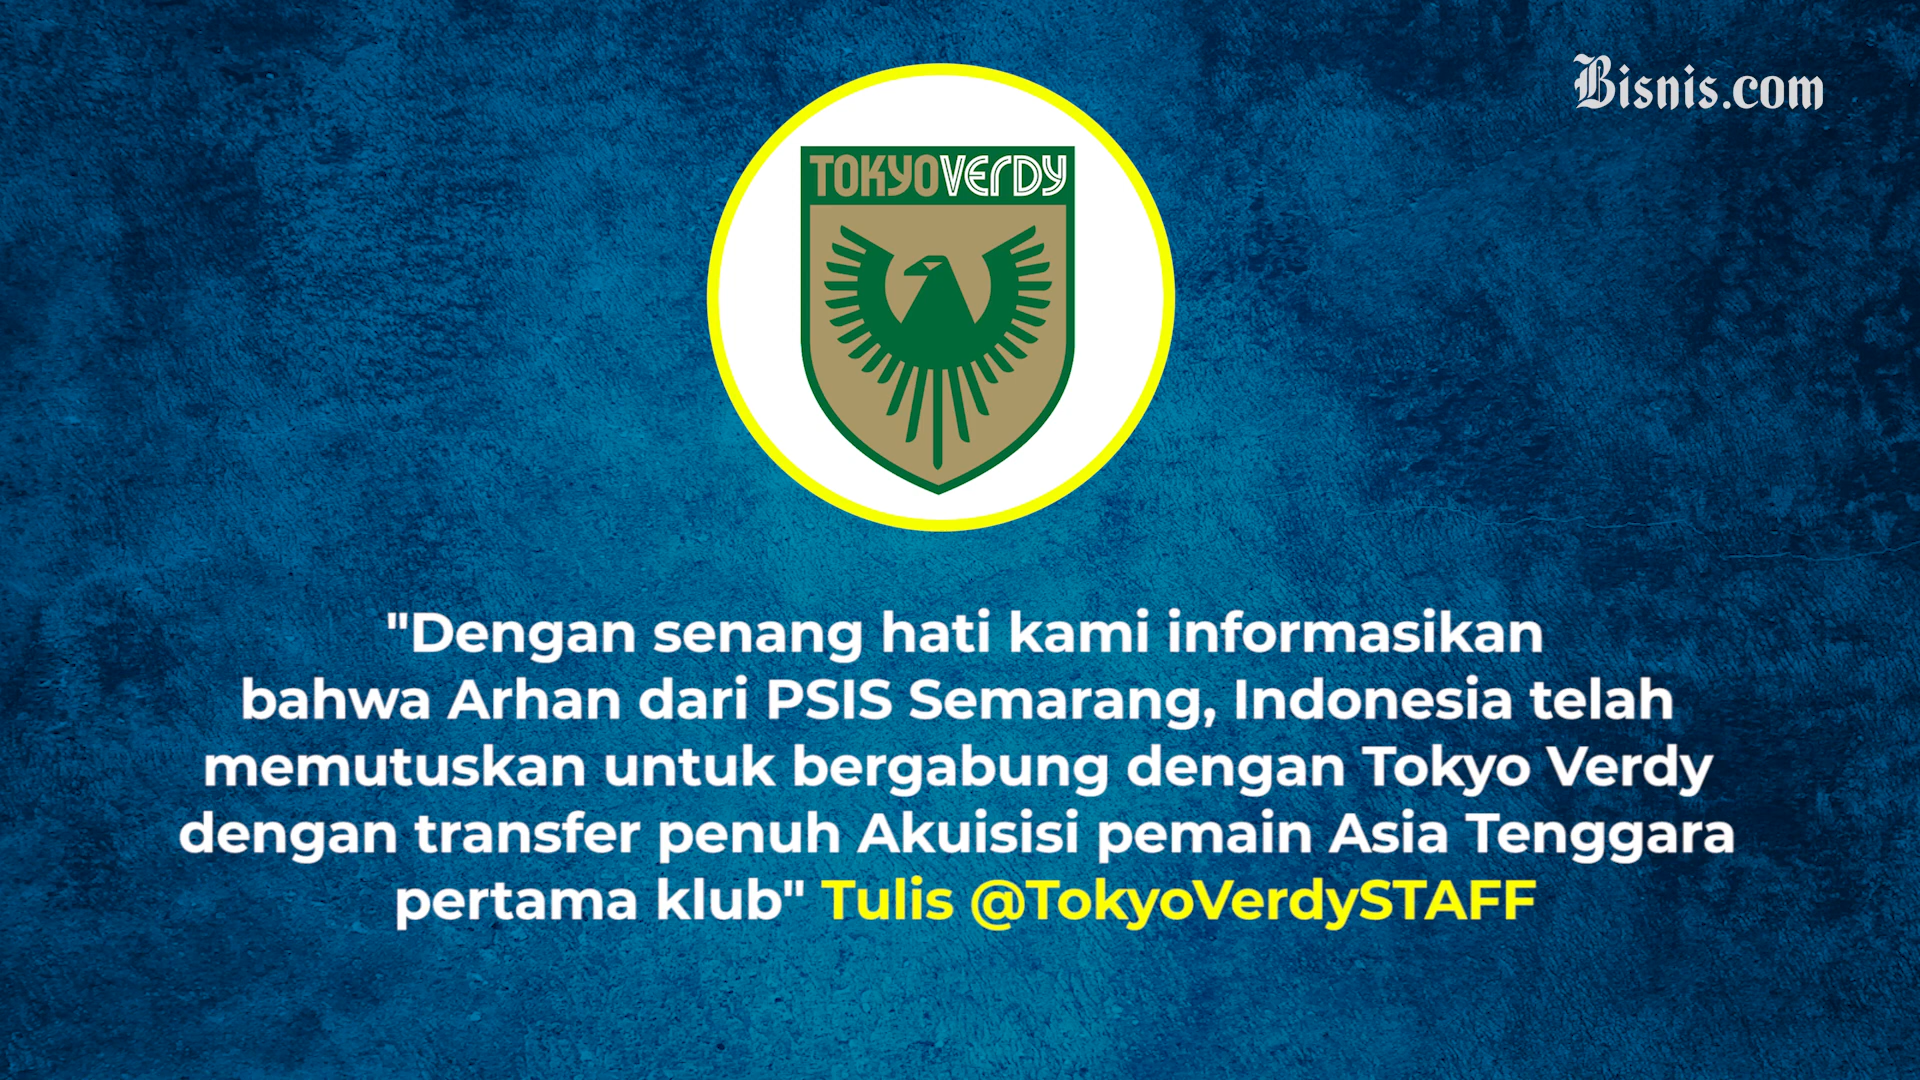 Bisnis.com
TOKYOVERDY
"Dengan senang hati kami informasikan
bahwa Arhan dari PSIS Semarang, Indonesia telah
memutuskan untuk bergabung dengan Tokyo Verdy
dengan transfer penuh Akuisisi pemain Asia Tenggara
pertama klub" Tulis @TokyoVerdySTAFF